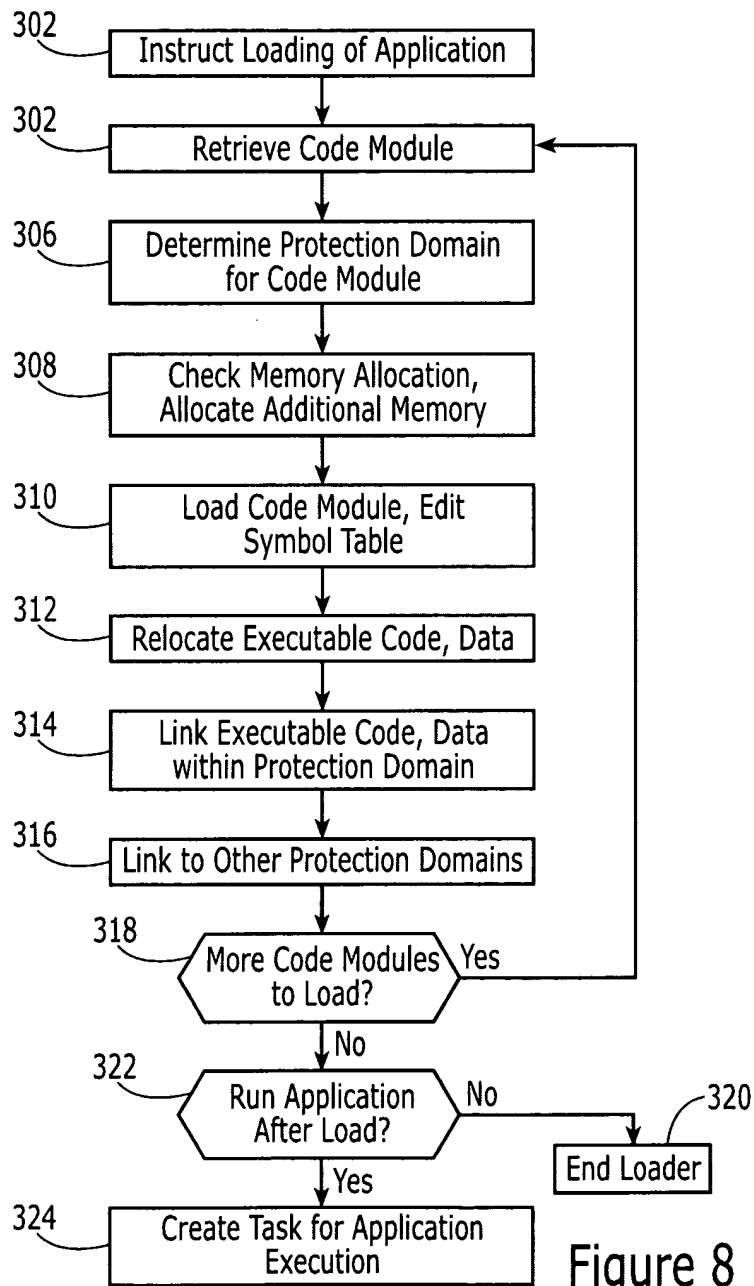 302
Instruct Loading of Application
302
Retrieve Code Module
306
Determine Protection Domain
for Code Module
308
Check Memory Allocation,
Allocate Additional Memory
310
Load Code Module, Edit
Symbol Table
312
Relocate Executable Code, Data
314
Link Executable Code, Data
within Protection Domain
316
Link to Other Protection Domains
318
More Code Modules
to Load?
Yes
No
322
Run Application
After Load?
No
320
End Loader
Yes
324
Create Task for Application
Execution
Figure 8